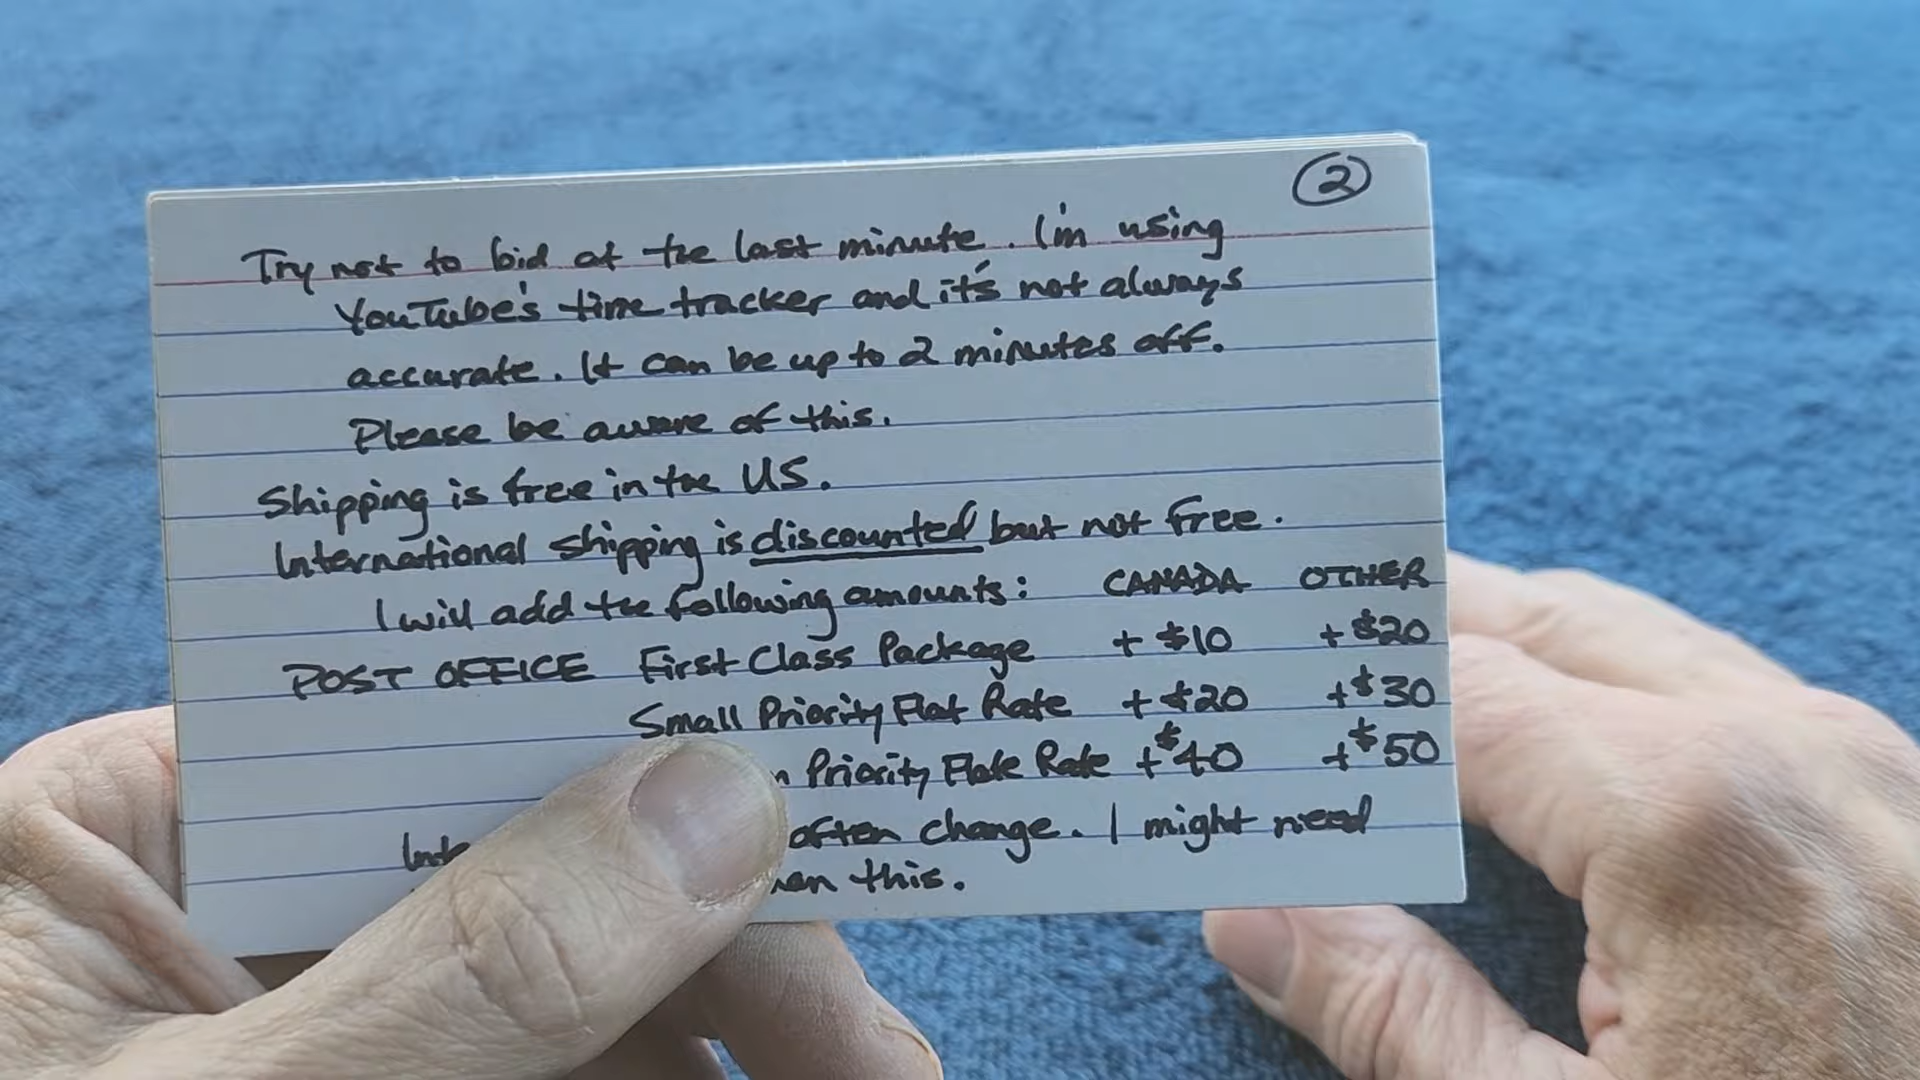 2
Try not to bid at the last minute. I'm using
YouTube's time tracker and it's not always
accurate. It can be up to 2 minutes off.
Please be aware of this.
Shipping is free in the US.
International shipping is discounted but not free.
I will add the following amounts: CANADA OTHER
POST OFFICE First Class Package + $10 + $20
Small Priority Flat Rate + $20 + $30
Priority Flate Rate + $40 + $50
often change. I might need
this.